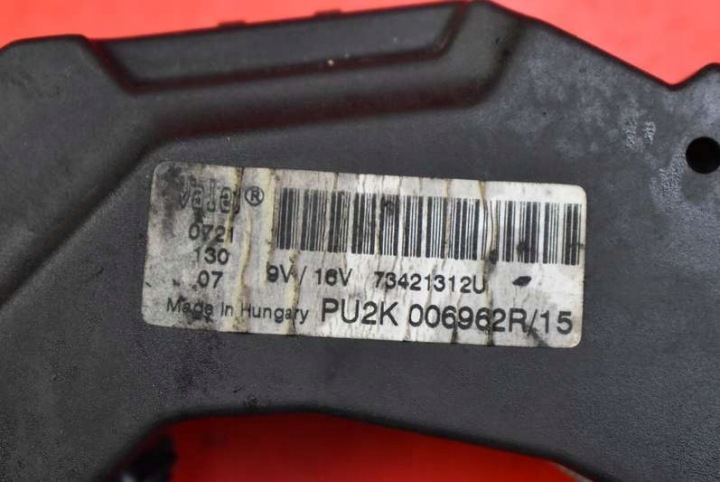 Valeo®
0721
130
07 9V / 16V 73421312U
Made in Hungary PU2K 006962R/15